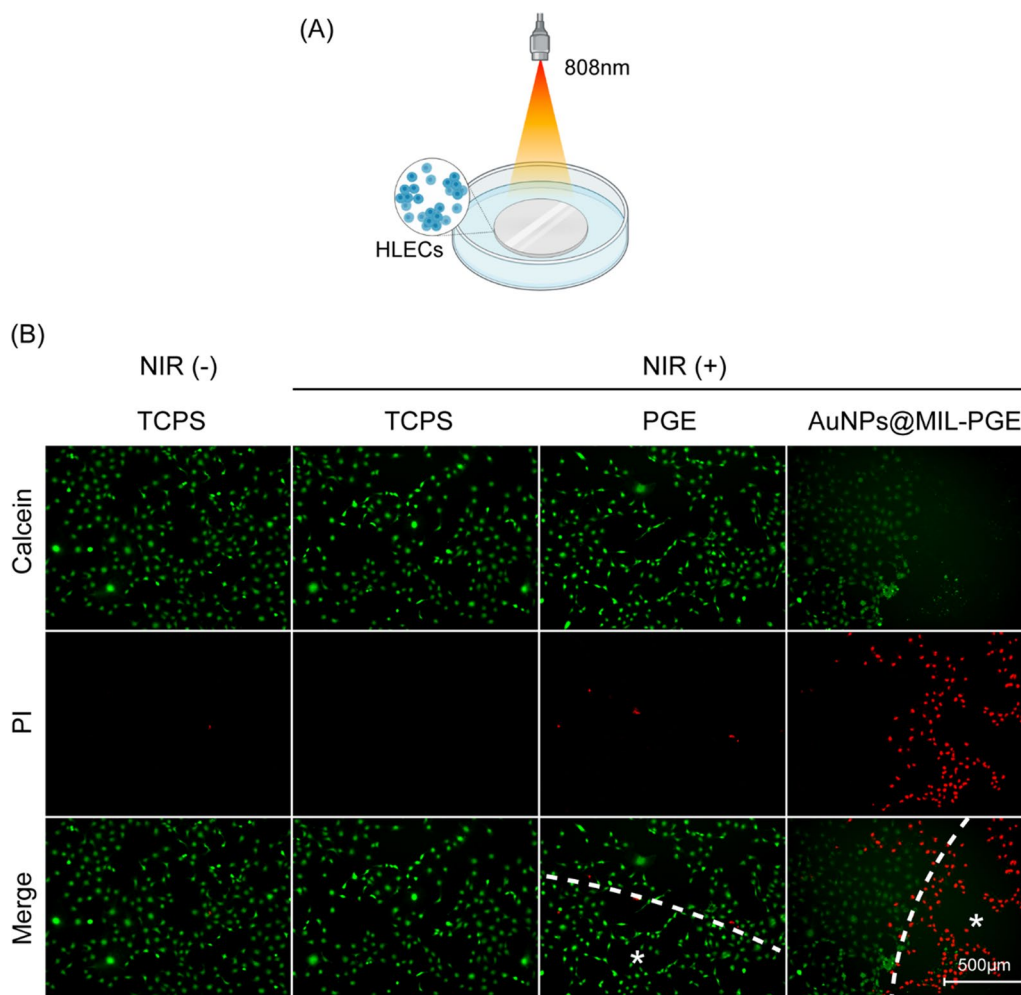 (A)
808nm
HLECs
(B)
NIR (-)
NIR (+)
TCPS
TCPS
PGE
AuNPs@MIL-PGE
Calcein
PI
Merge
*
*
500μm